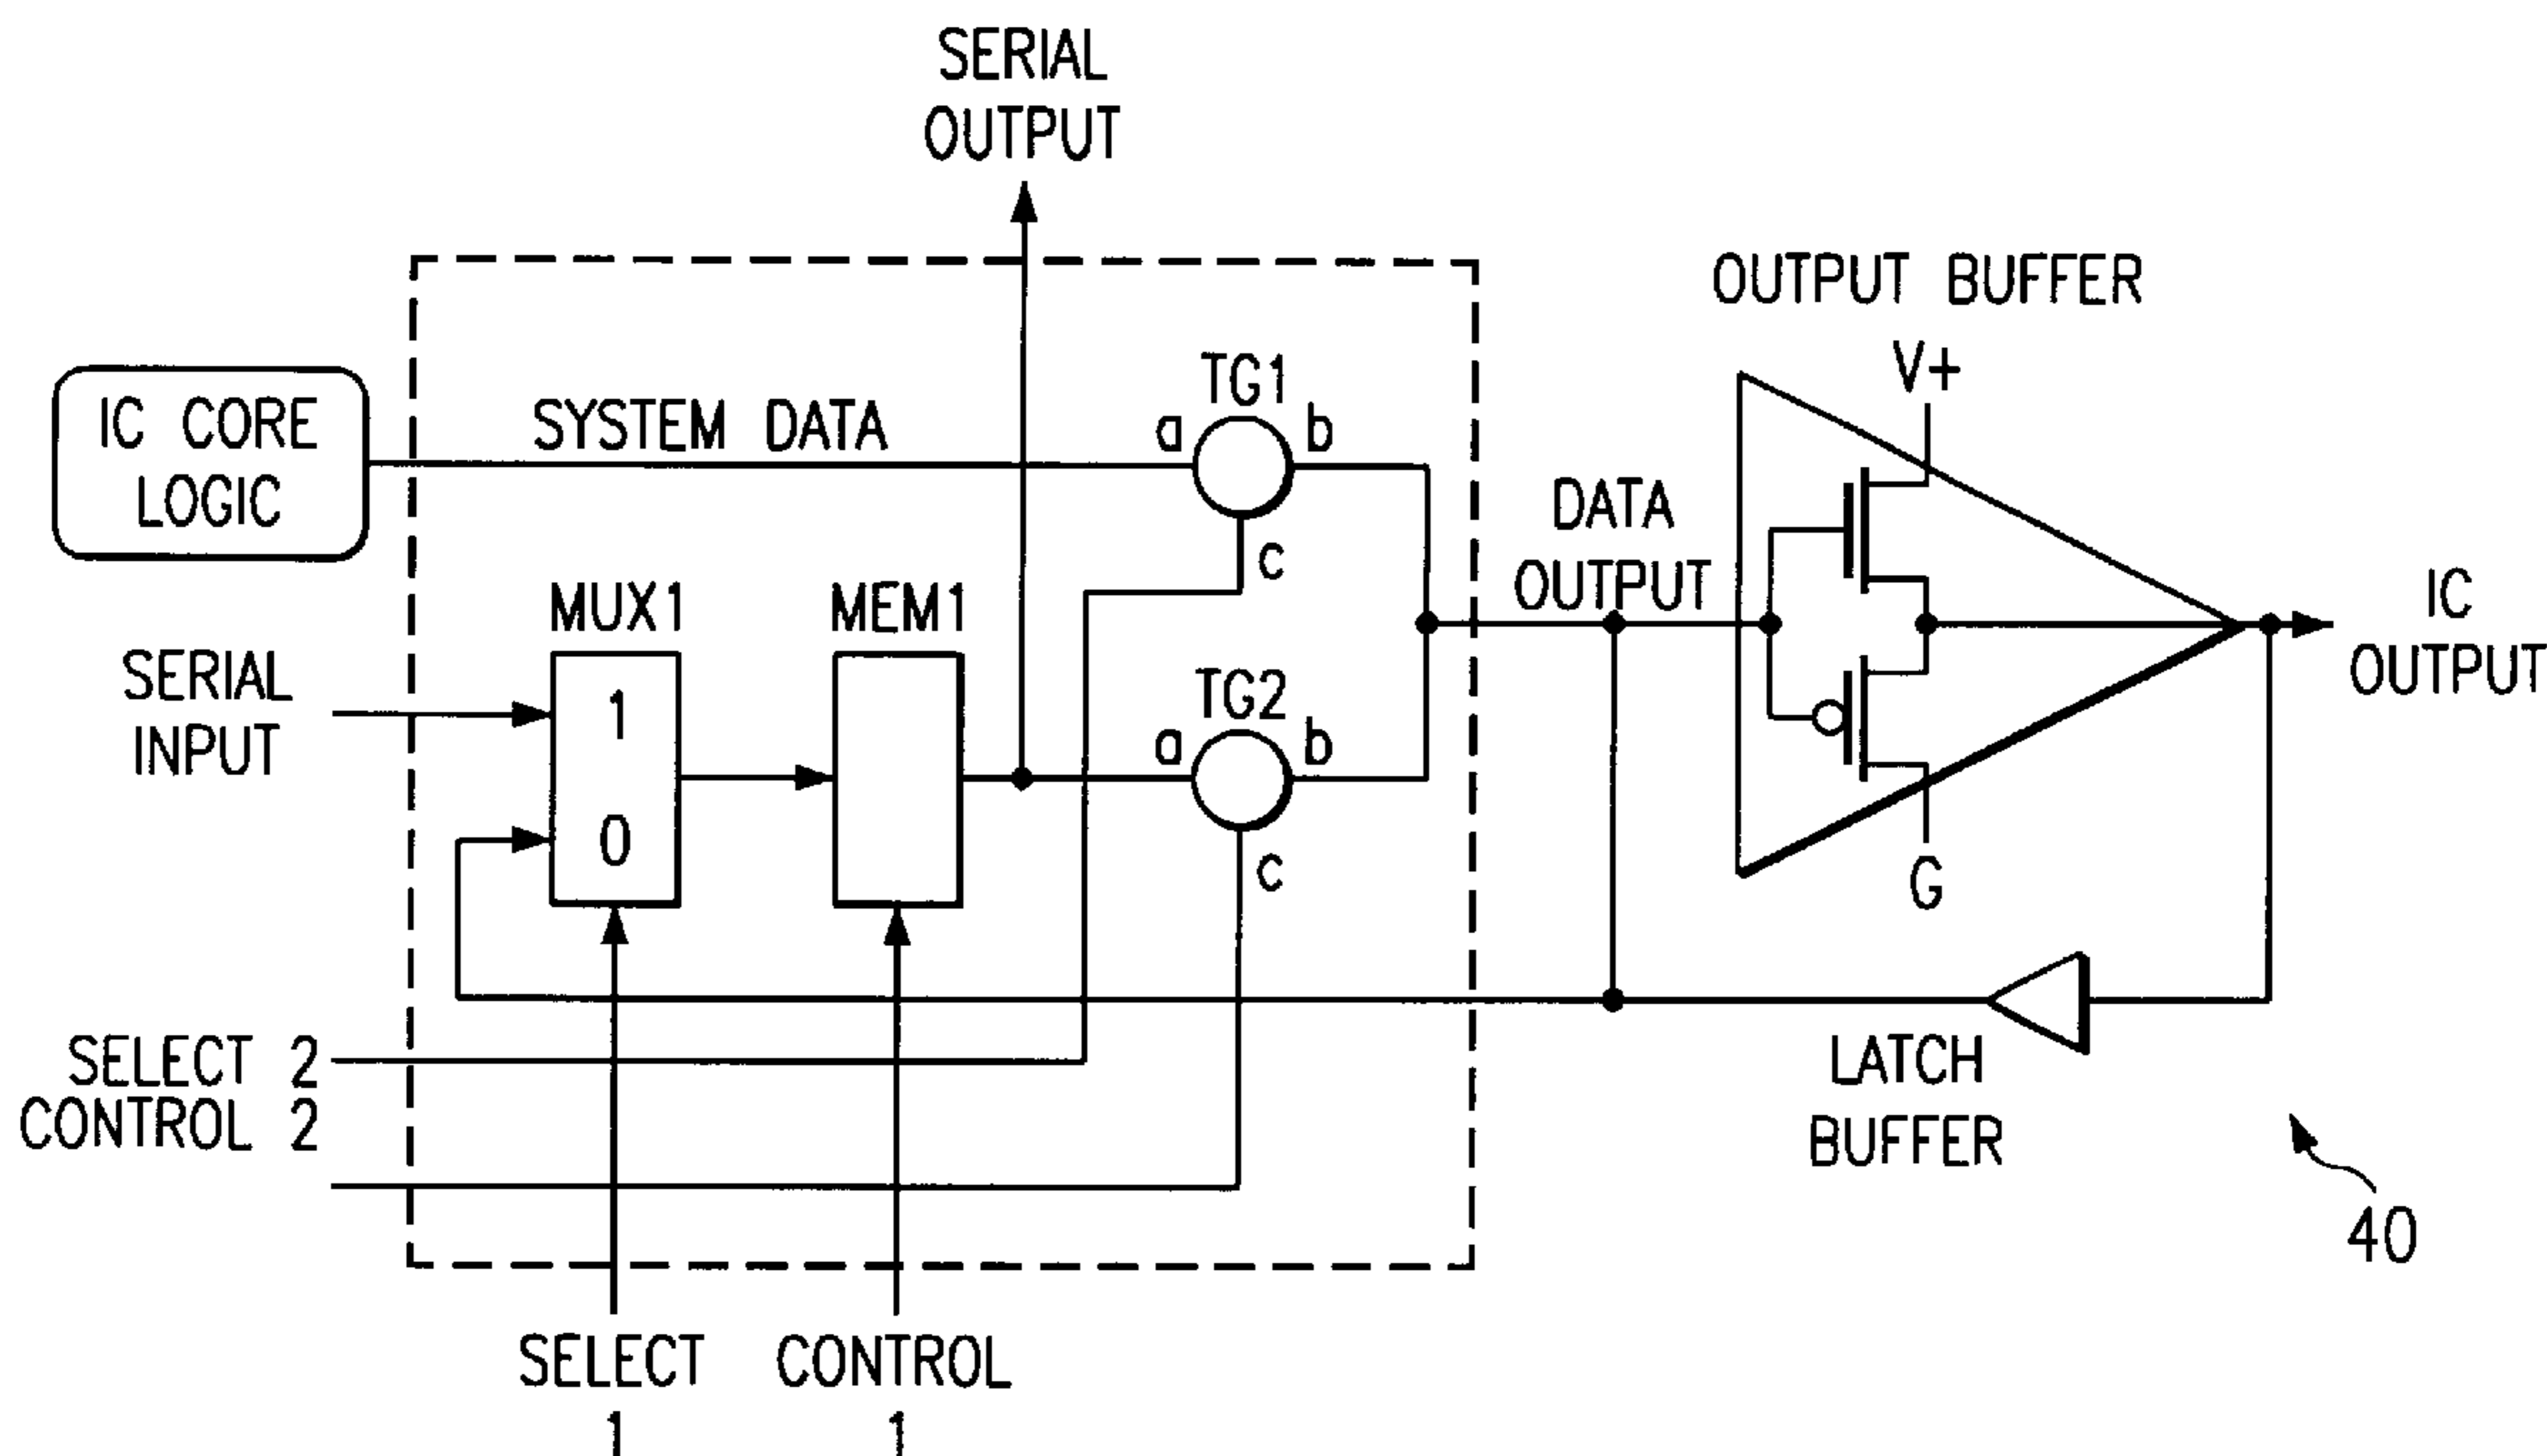 SERIAL
OUTPUT
OUTPUT BUFFER
V+
IC CORE
LOGIC
SYSTEM DATA
TG1
a
b
c
DATA
OUTPUT
IC
OUTPUT
MUX1
MEM1
SERIAL
INPUT
1
0
TG2
a
b
c
G
SELECT 2
CONTROL 2
LATCH
BUFFER
40
SELECT
1
CONTROL
1